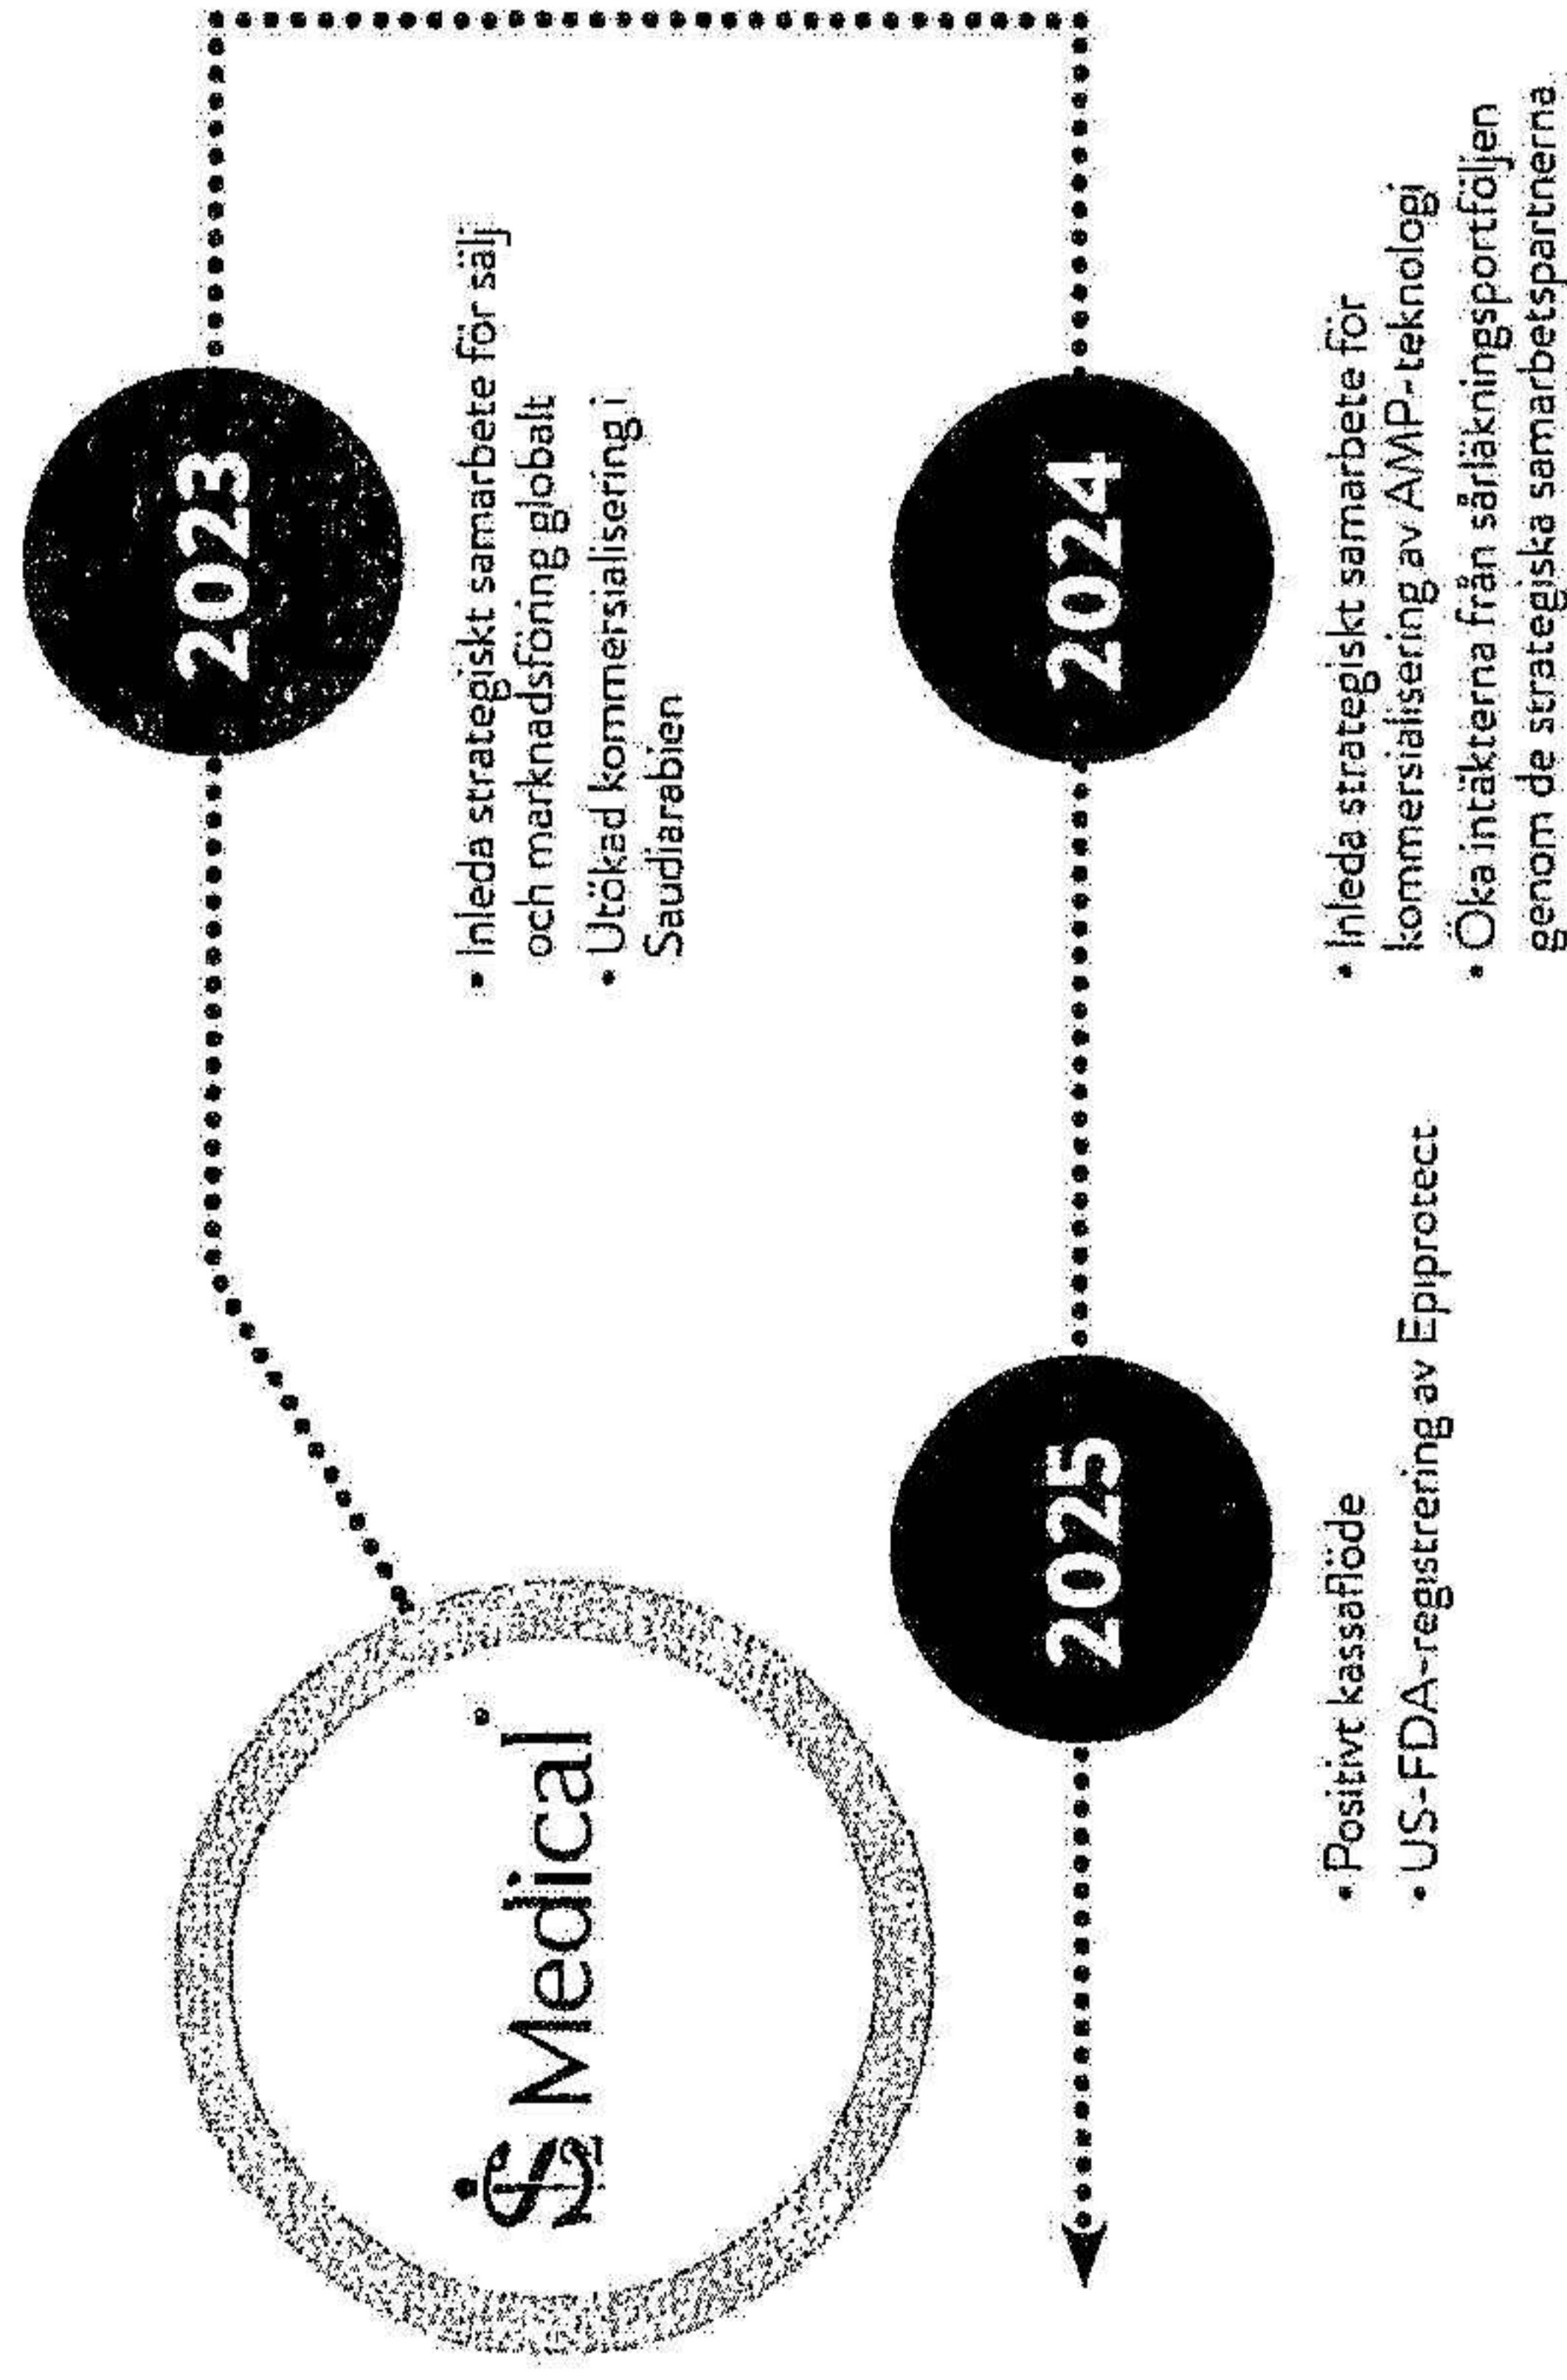 S2Medical
2023
• Inleda strategiskt samarbete för sälj
och marknadsföring globalt
• Utökad kommersialisering i
Saudiarabien
2024
• Inleda strategiskt samarbete för
kommersialisering av AMP-teknologi
• Öka intäkterna från sårläkningsportföljen
genom de strategiska samarbetspartnerna
2025
• Positivt kassaflöde
• US-FDA-registrering av Epiprotect